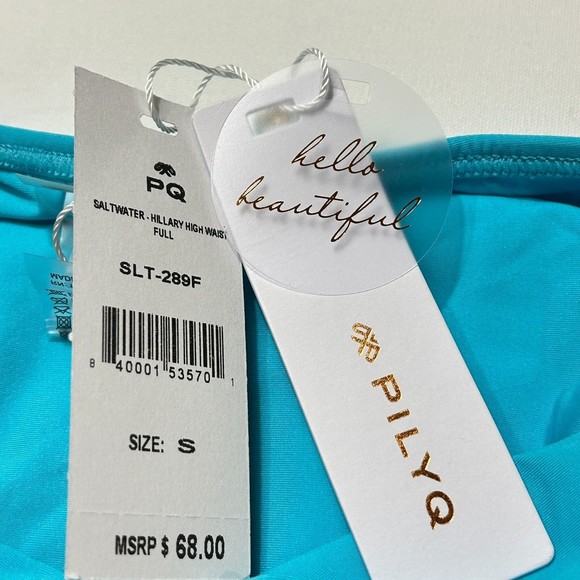 PQ
SALTWATER - HILLARY HIGH WAIST
FULL
SLT-289F
8 40001 53570 1
SIZE: S
MSRP $ 68.00
hello
beautiful
PILYQ